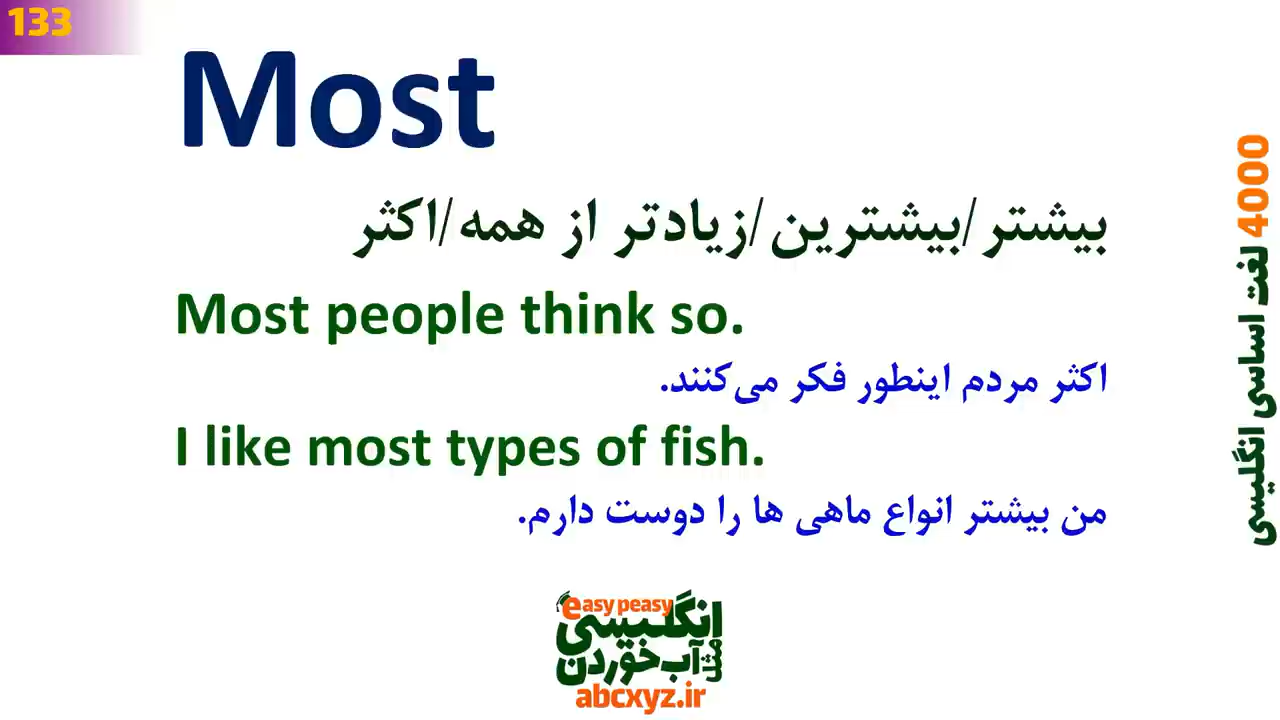 133
Most
بیشتر/بیشترین/زیادتر از همه/اکثر
Most people think so.
اکثر مردم اینطور فکر می‌کنند.
I like most types of fish.
من بیشتر انواع ماهی ها را دوست دارم.
4000 لغت اساسی انگلیسی
easy peasy
انگلیسی
مثل آب خوردن
abcxyz.ir